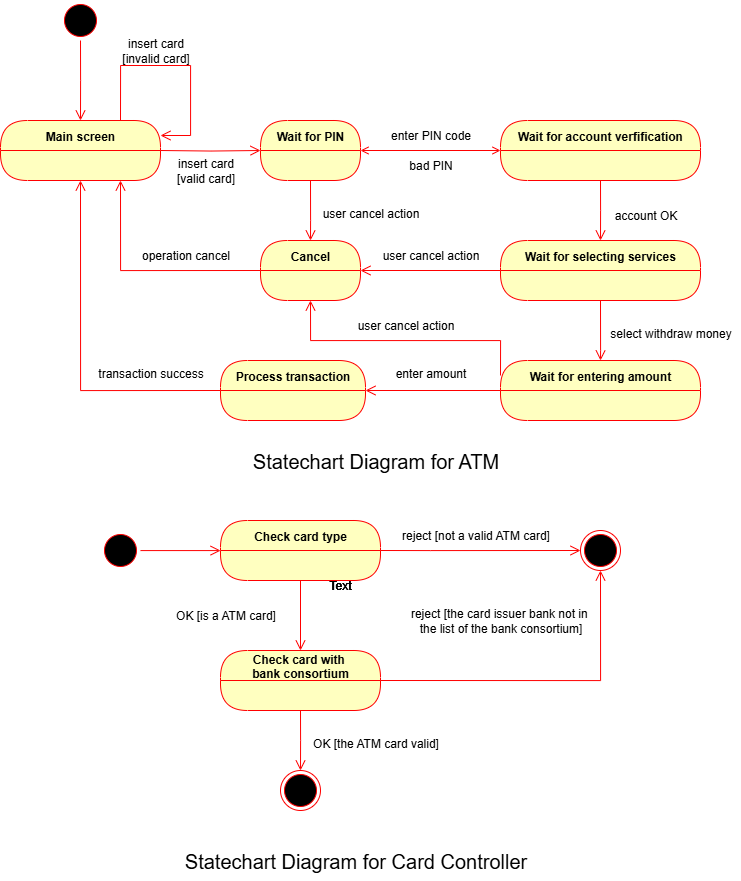 insert card
[invalid card]
Main screen
Wait for PIN
enter PIN code
Wait for account verfification
insert card
[valid card]
bad PIN
user cancel action
account OK
operation cancel
Cancel
user cancel action
Wait for selecting services
user cancel action
select withdraw money
transaction success
Process transaction
enter amount
Wait for entering amount
Statechart Diagram for ATM
Check card type
reject [not a valid ATM card]
Text
OK [is a ATM card]
reject [the card issuer bank not in
the list of the bank consortium]
Check card with
bank consortium
OK [the ATM card valid]
Statechart Diagram for Card Controller